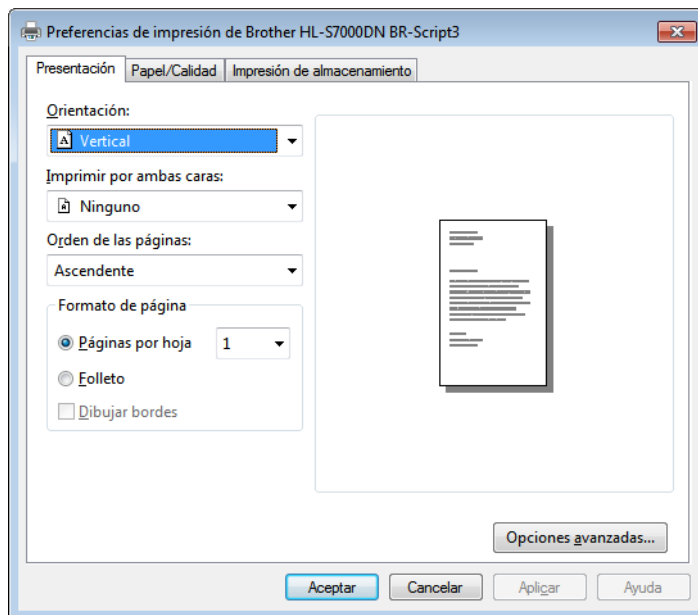 Preferencias de impresión de Brother HL-S7000DN BR-Script3
Presentación Papel/Calidad Impresión de almacenamiento
Orientación:
A Vertical
Imprimir por ambas caras:
Ninguno
Orden de las páginas:
Ascendente
Formato de página
Páginas por hoja 1
Folleto
Dibujar bordes
Opciones avanzadas...
Aceptar Cancelar Aplicar Ayuda